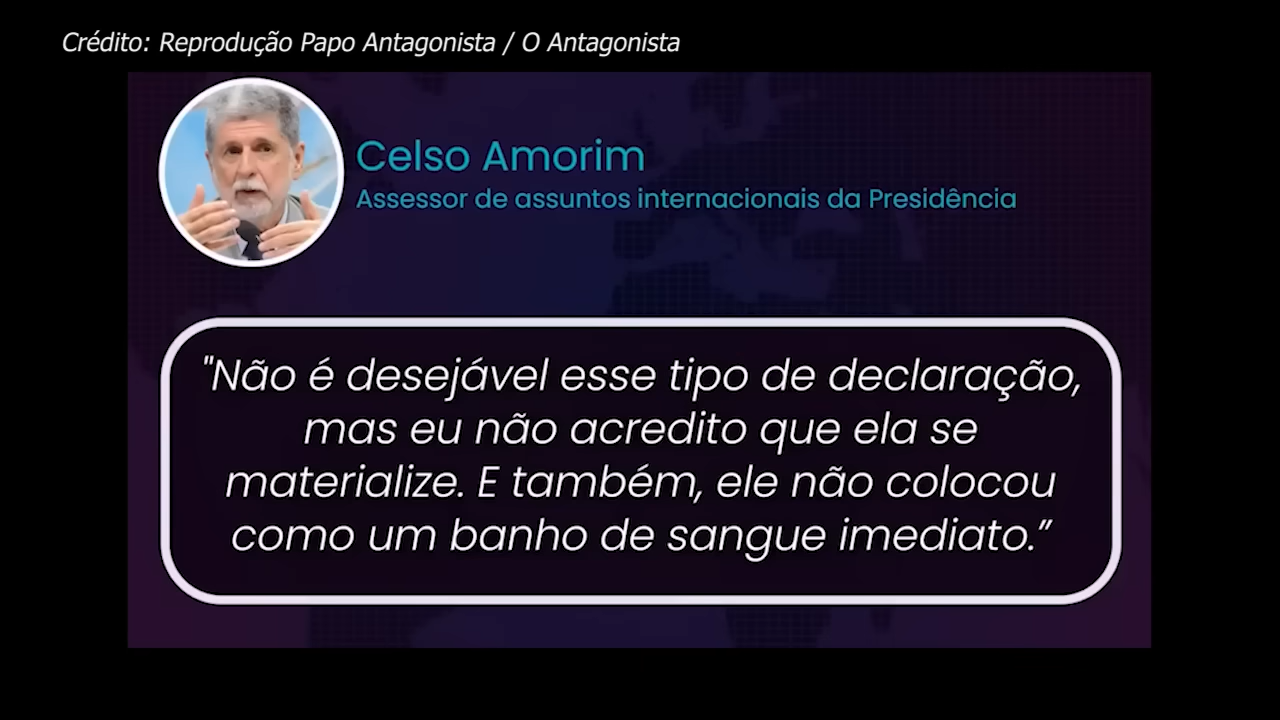 Crédito: Reprodução Papo Antagonista / O Antagonista
Celso Amorim
Assessor de assuntos internacionais da Presidência
"Não é desejável esse tipo de declaração,
mas eu não acredito que ela se
materialize. E também, ele não colocou
como um banho de sangue imediato.”